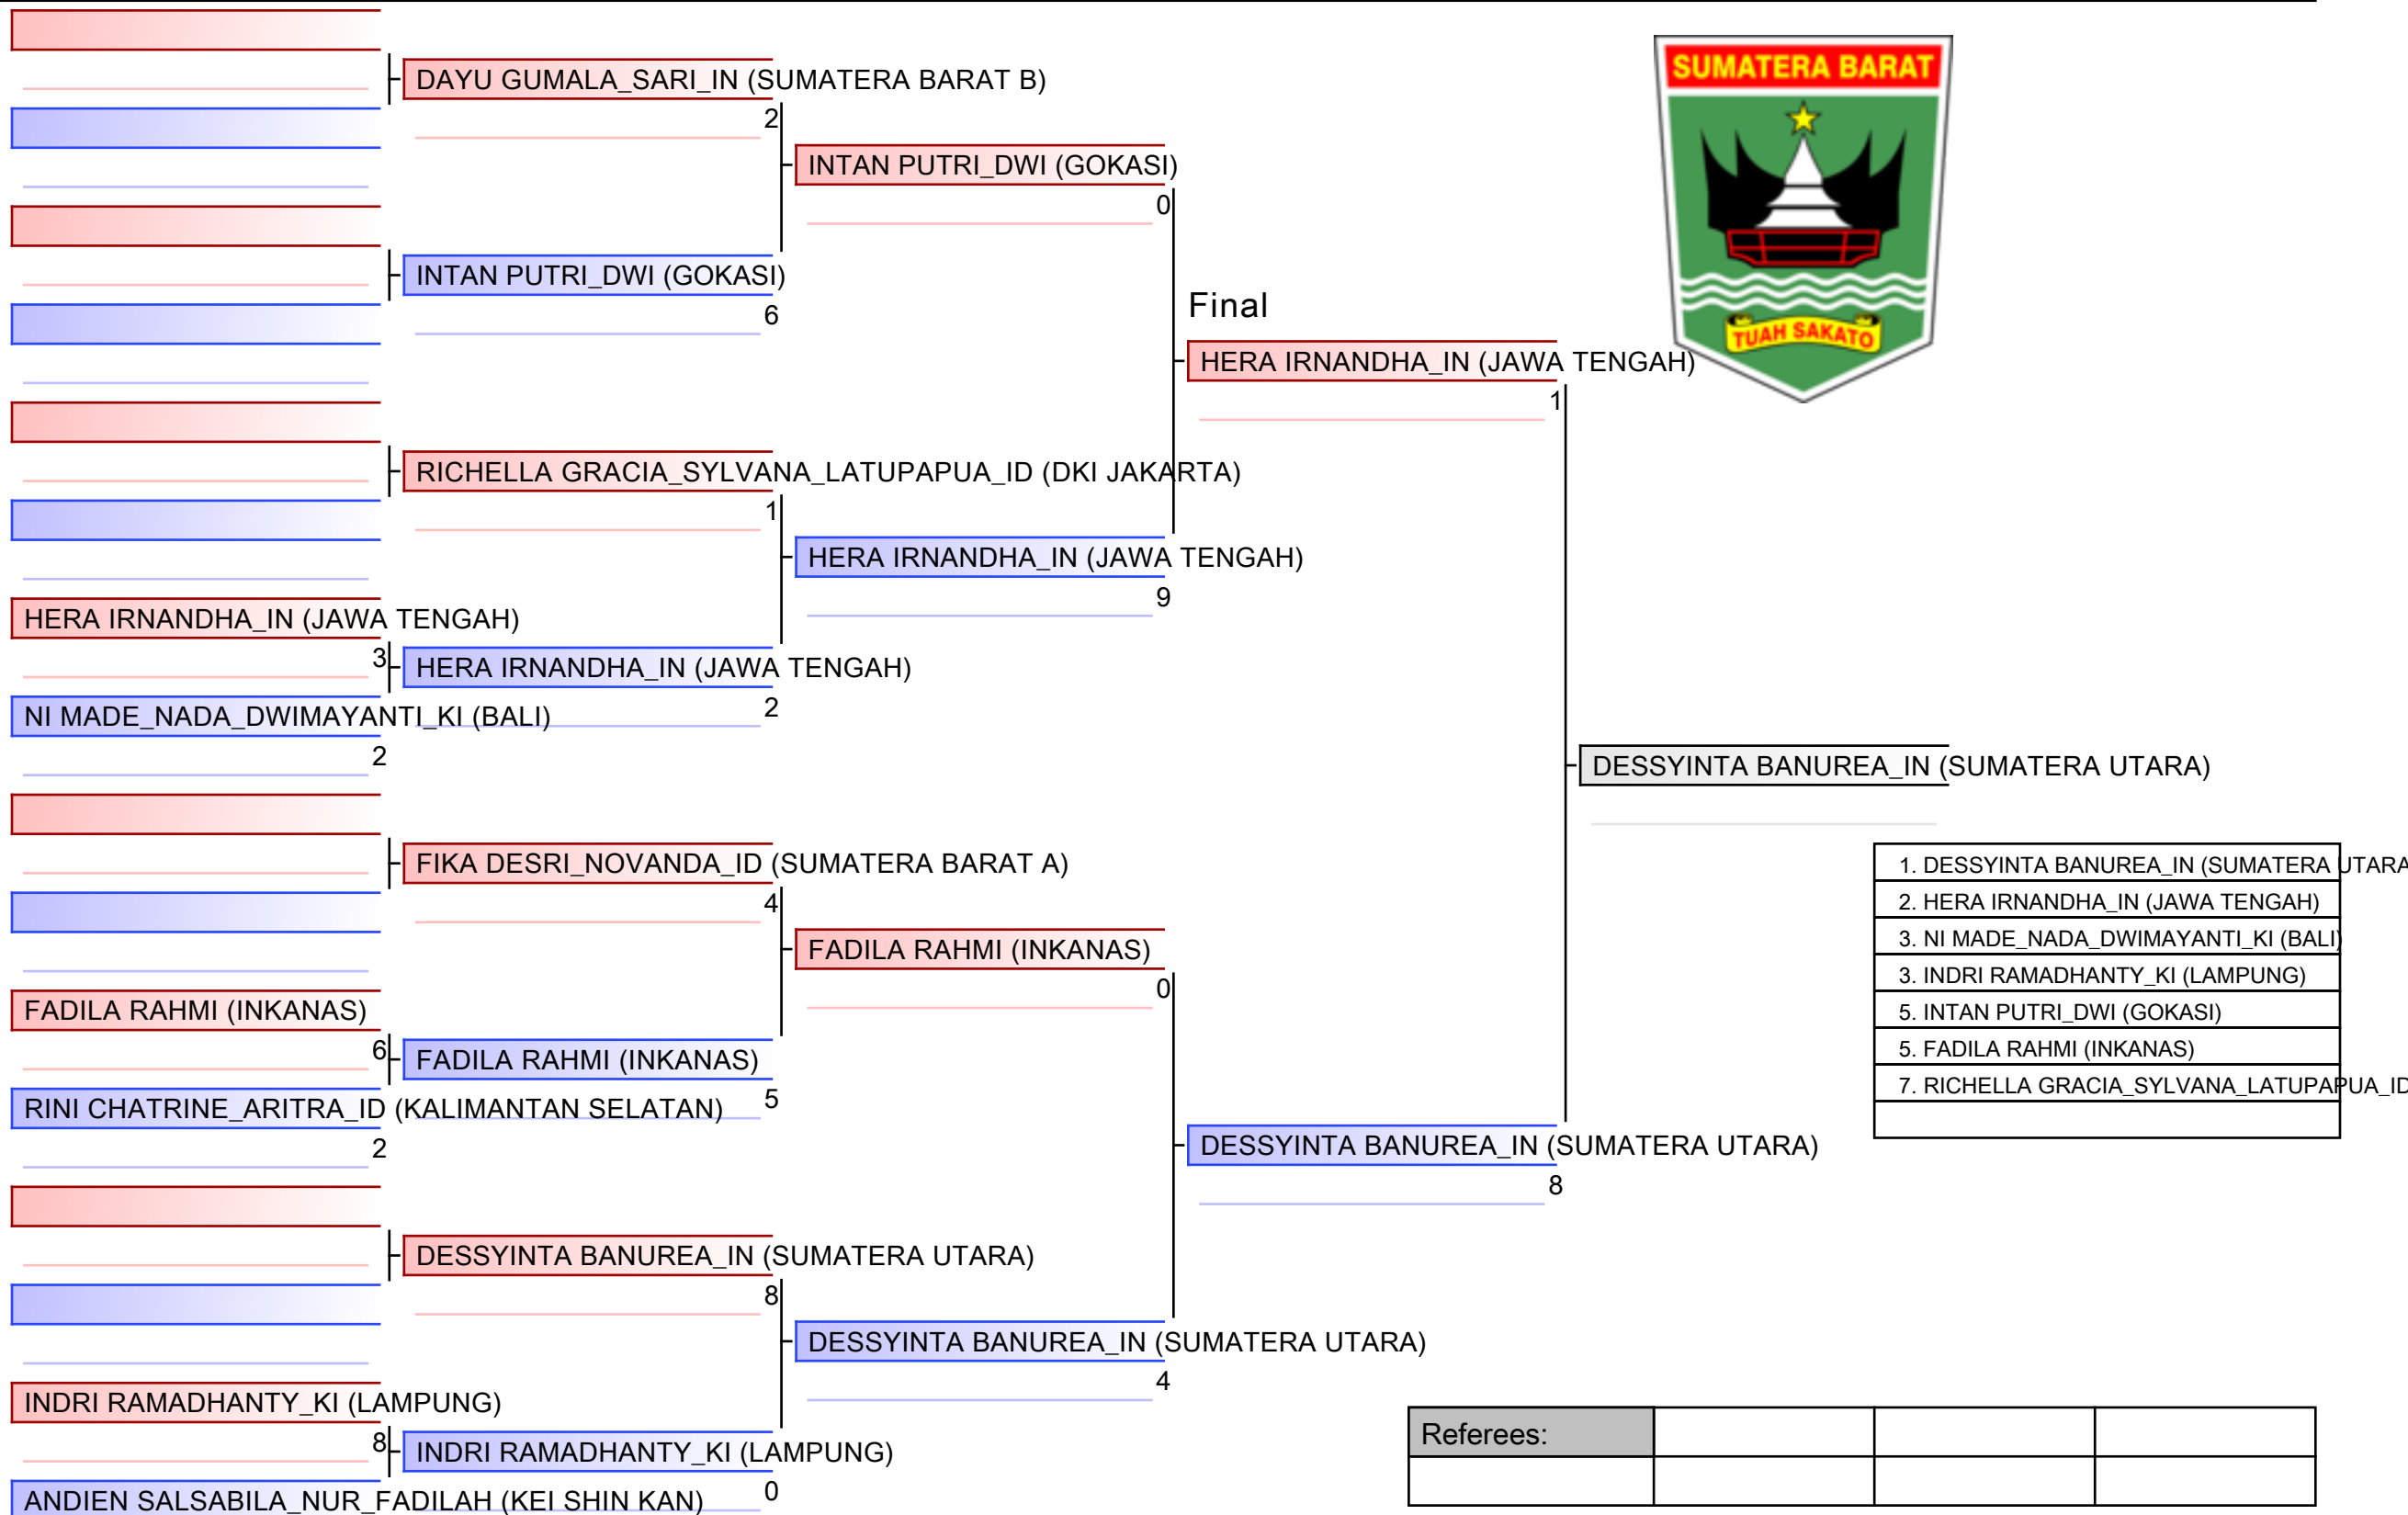 SUMATERA BARAT
TUAH SAKATO
DAYU GUMALA_SARI_IN (SUMATERA BARAT B)
2
INTAN PUTRI_DWI (GOKASI)
0
INTAN PUTRI_DWI (GOKASI)
6
Final
HERA IRNANDHA_IN (JAWA TENGAH)
1
RICHELLA GRACIA_SYLVANA_LATUPAPUA_ID (DKI JAKARTA)
1
HERA IRNANDHA_IN (JAWA TENGAH)
9
HERA IRNANDHA_IN (JAWA TENGAH)
3
HERA IRNANDHA_IN (JAWA TENGAH)
2
NI MADE_NADA_DWIMAYANTI_KI (BALI)
2
DESSYINTA BANUREA_IN (SUMATERA UTARA)
FIKA DESRI_NOVANDA_ID (SUMATERA BARAT A)
4
FADILA RAHMI (INKANAS)
0
FADILA RAHMI (INKANAS)
6
FADILA RAHMI (INKANAS)
5
RINI CHATRINE_ARITRA_ID (KALIMANTAN SELATAN)
2
DESSYINTA BANUREA_IN (SUMATERA UTARA)
8
DESSYINTA BANUREA_IN (SUMATERA UTARA)
8
DESSYINTA BANUREA_IN (SUMATERA UTARA)
4
INDRI RAMADHANTY_KI (LAMPUNG)
8
INDRI RAMADHANTY_KI (LAMPUNG)
0
ANDIEN SALSABILA_NUR_FADILAH (KEI SHIN KAN)
1. DESSYINTA BANUREA_IN (SUMATERA UTARA
2. HERA IRNANDHA_IN (JAWA TENGAH)
3. NI MADE_NADA_DWIMAYANTI_KI (BALI)
3. INDRI RAMADHANTY_KI (LAMPUNG)
5. INTAN PUTRI_DWI (GOKASI)
5. FADILA RAHMI (INKANAS)
7. RICHELLA GRACIA_SYLVANA_LATUPAPUA_ID
Referees: